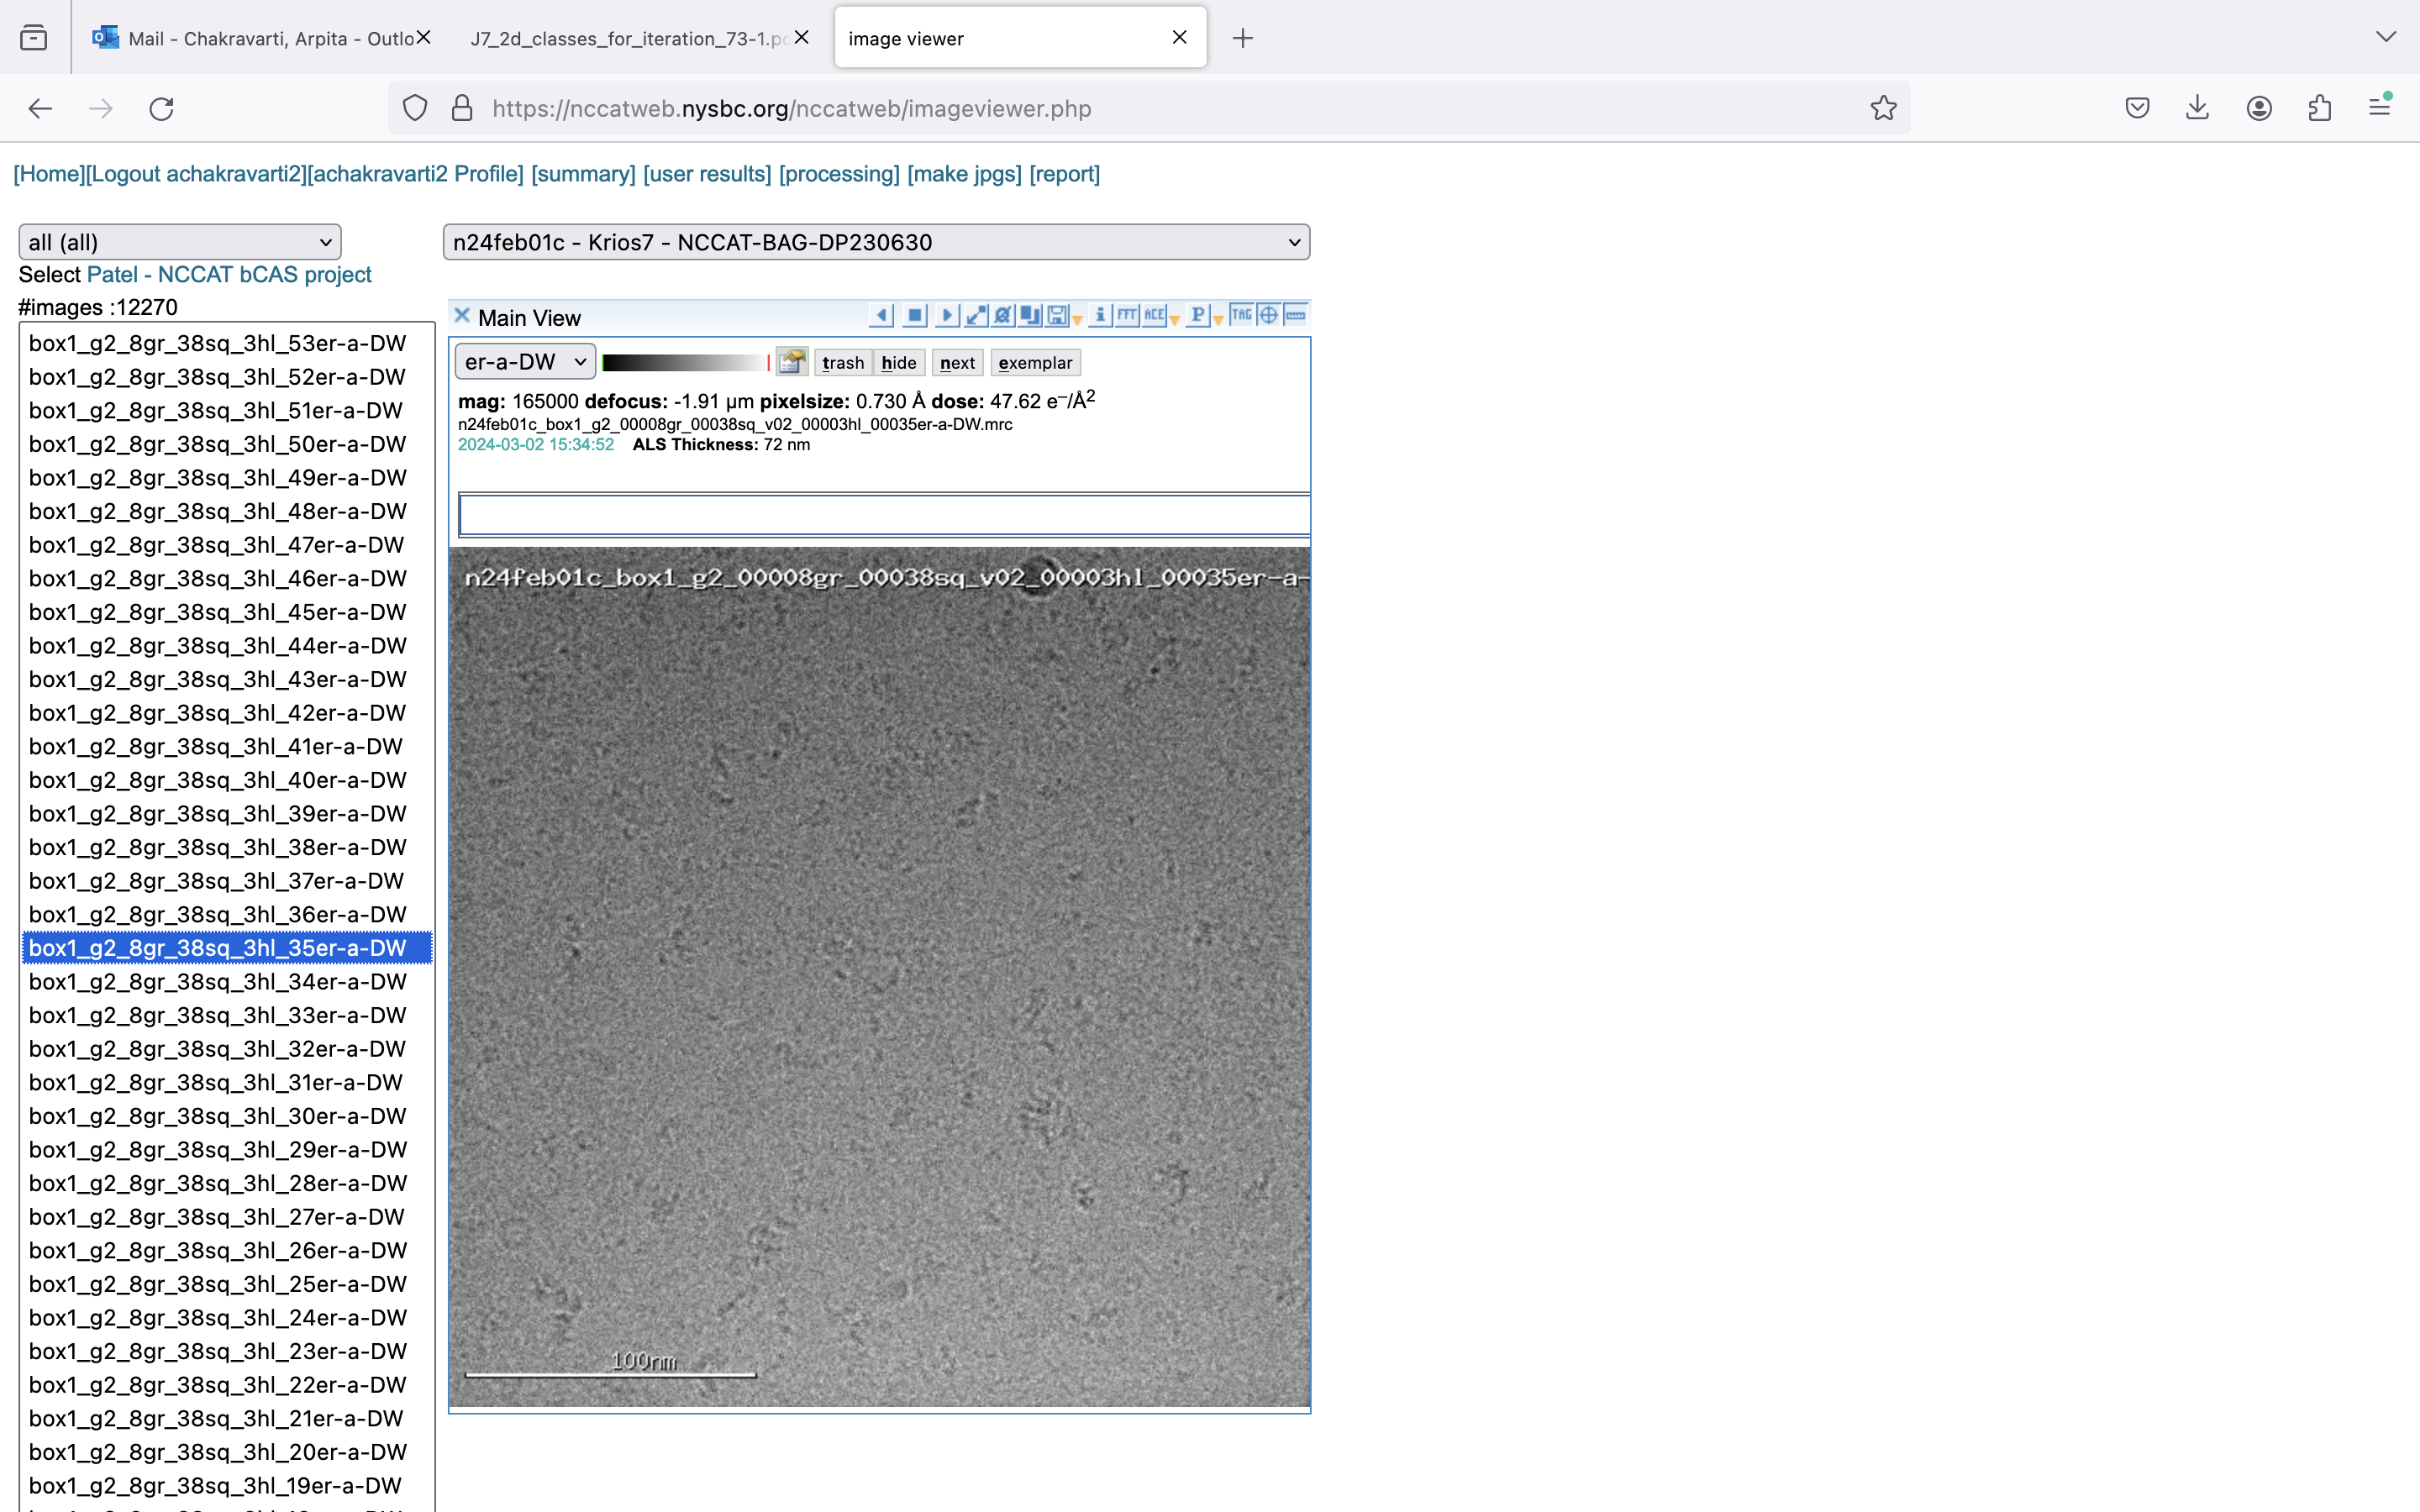 Mail - Chakravarti, Arpita - Outlo
J7_2d_classes_for_iteration_73-1.pd
image viewer
https://nccatweb.nysbc.org/nccatweb/imageviewer.php
[Home][Logout achakravarti2][achakravarti2 Profile] [summary] [user results] [processing] [make jpgs] [report]
all (all)
n24feb01c - Krios7 - NCCAT-BAG-DP230630
Select Patel - NCCAT bCAS project
#images :12270
box1_g2_8gr_38sq_3hl_53er-a-DW
box1_g2_8gr_38sq_3hl_52er-a-DW
box1_g2_8gr_38sq_3hl_51er-a-DW
box1_g2_8gr_38sq_3hl_50er-a-DW
box1_g2_8gr_38sq_3hl_49er-a-DW
box1_g2_8gr_38sq_3hl_48er-a-DW
box1_g2_8gr_38sq_3hl_47er-a-DW
box1_g2_8gr_38sq_3hl_46er-a-DW
box1_g2_8gr_38sq_3hl_45er-a-DW
box1_g2_8gr_38sq_3hl_44er-a-DW
box1_g2_8gr_38sq_3hl_43er-a-DW
box1_g2_8gr_38sq_3hl_42er-a-DW
box1_g2_8gr_38sq_3hl_41er-a-DW
box1_g2_8gr_38sq_3hl_40er-a-DW
box1_g2_8gr_38sq_3hl_39er-a-DW
box1_g2_8gr_38sq_3hl_38er-a-DW
box1_g2_8gr_38sq_3hl_37er-a-DW
box1_g2_8gr_38sq_3hl_36er-a-DW
box1_g2_8gr_38sq_3hl_35er-a-DW
box1_g2_8gr_38sq_3hl_34er-a-DW
box1_g2_8gr_38sq_3hl_33er-a-DW
box1_g2_8gr_38sq_3hl_32er-a-DW
box1_g2_8gr_38sq_3hl_31er-a-DW
box1_g2_8gr_38sq_3hl_30er-a-DW
box1_g2_8gr_38sq_3hl_29er-a-DW
box1_g2_8gr_38sq_3hl_28er-a-DW
box1_g2_8gr_38sq_3hl_27er-a-DW
box1_g2_8gr_38sq_3hl_26er-a-DW
box1_g2_8gr_38sq_3hl_25er-a-DW
box1_g2_8gr_38sq_3hl_24er-a-DW
box1_g2_8gr_38sq_3hl_23er-a-DW
box1_g2_8gr_38sq_3hl_22er-a-DW
box1_g2_8gr_38sq_3hl_21er-a-DW
box1_g2_8gr_38sq_3hl_20er-a-DW
box1_g2_8gr_38sq_3hl_19er-a-DW
Main View
FFT ACE P TAG
er-a-DW trash hide next exemplar
mag: 165000 defocus: -1.91 µm pixelsize: 0.730 Å dose: 47.62 e⁻/Å²
n24feb01c_box1_g2_00008gr_00038sq_v02_00003hl_00035er-a-DW.mrc
2024-03-02 15:34:52 ALS Thickness: 72 nm
n24feb01c_box1_g2_00008gr_00038sq_v02_00003hl_00035er-a-
100nm